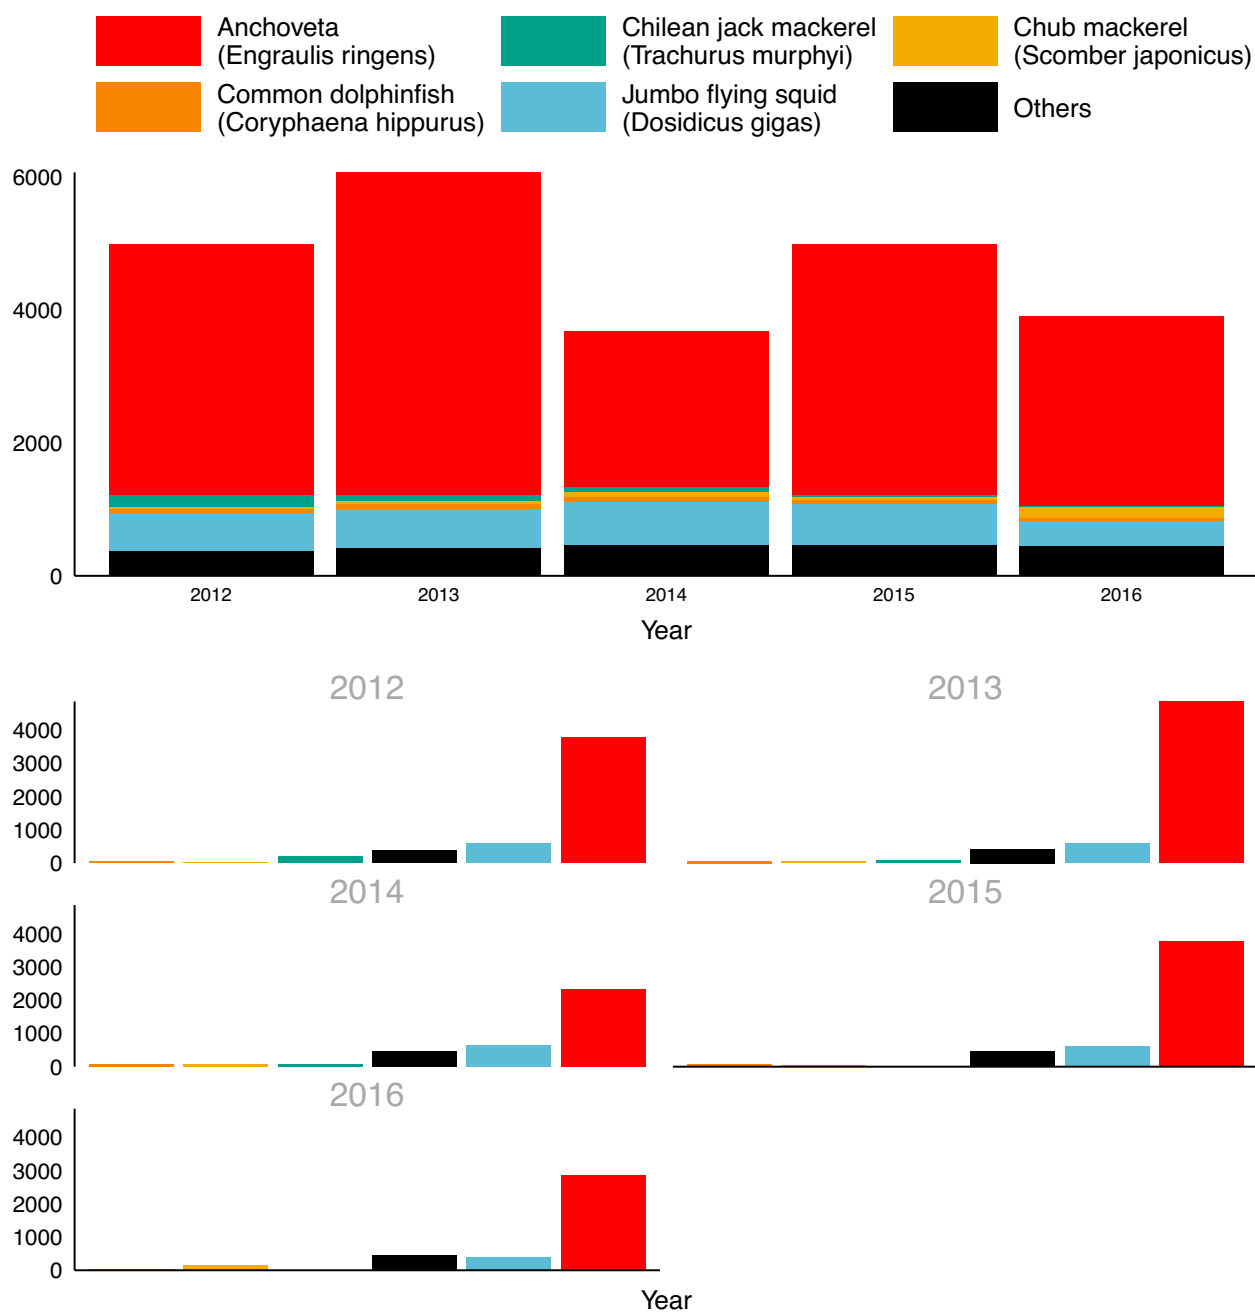 Anchoveta
(Engraulis ringens)
Chilean jack mackerel
(Trachurus murphyi)
Chub mackerel
(Scomber japonicus)
Common dolphinfish
(Coryphaena hippurus)
Jumbo flying squid
(Dosidicus gigas)
Others
6000
4000
2000
0
2012
2013
2014
2015
2016
Year
2012
2013
4000
3000
2000
1000
0
2014
2015
4000
3000
2000
1000
0
2016
4000
3000
2000
1000
0
Year